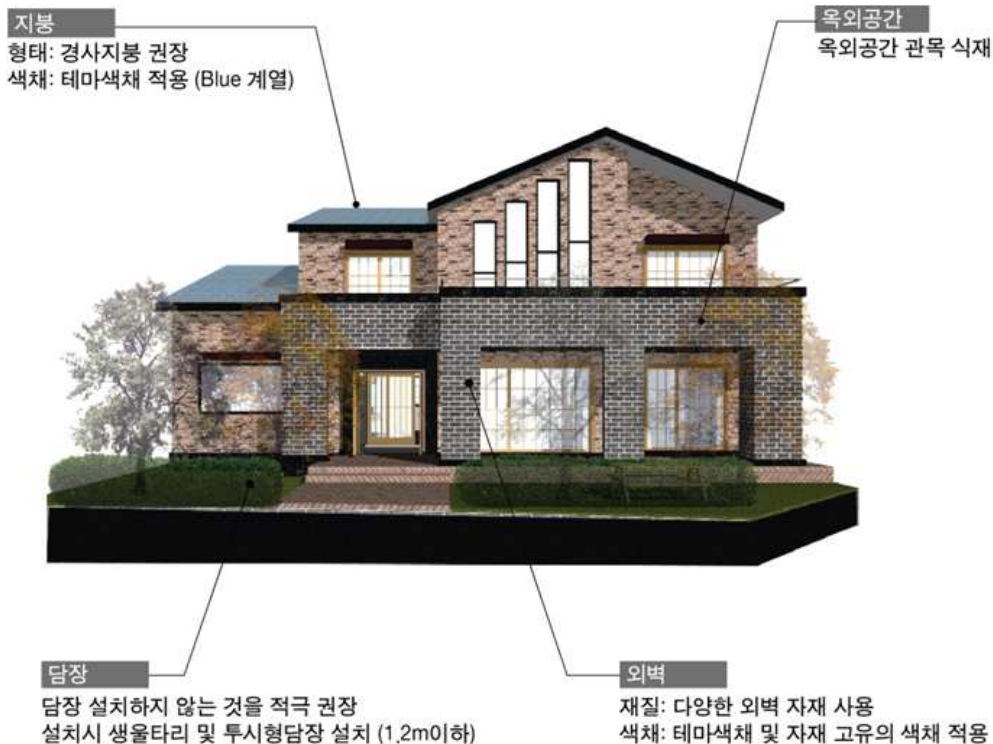 지붕
형태: 경사지붕 권장
색채: 테마색채 적용 (Blue 계열)
옥외공간
옥외공간 관목 식재
담장
담장 설치하지 않는 것을 적극 권장
설치시 생울타리 및 투시형담장 설치 (1.2m이하)
외벽
재질: 다양한 외벽 자재 사용
색채: 테마색채 및 자재 고유의 색채 적용